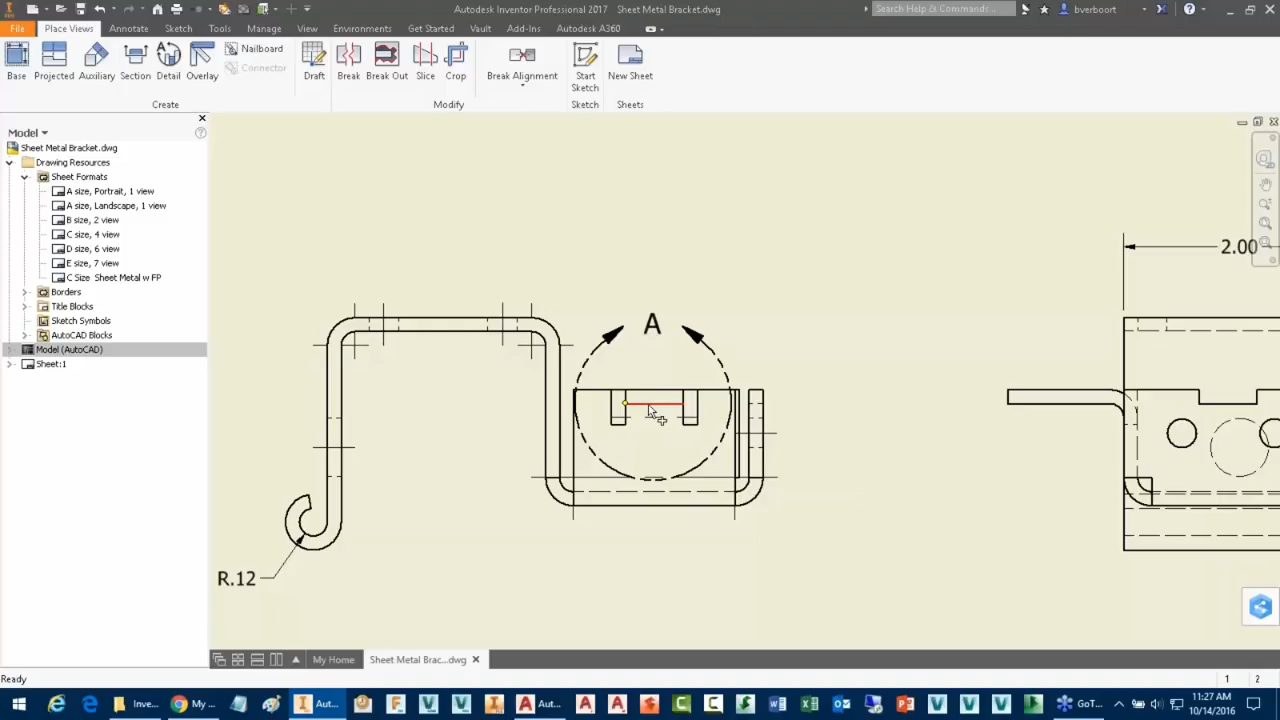 Autodesk Inventor Professional 2017 Sheet Metal Bracket.dwg
Search Help & Commands...
bverboort
File Place Views Annotate Sketch Tools Manage View Environments Get Started Vault Add-Ins Autodesk A360
Base Projected Auxiliary Section Detail Overlay
Nailboard
Connector
Draft Break Break Out Slice Crop Break Alignment Start Sketch New Sheet
Create Modify Sketch Sheets
Model
Sheet Metal Bracket.dwg
Drawing Resources
Sheet Formats
A size, Portrait, 1 view
A size, Landscape, 1 view
B size, 2 view
C size, 4 view
D size, 6 view
E size, 7 view
C Size Sheet Metal w FP
Borders
Title Blocks
Sketch Symbols
AutoCAD Blocks
Model (AutoCAD)
Sheet:1
2.00
A
R.12
My Home Sheet Metal Brac...dwg
Ready 1 2
Inve... My ... Aut... Aut... GoT...
11:27 AM
10/14/2016